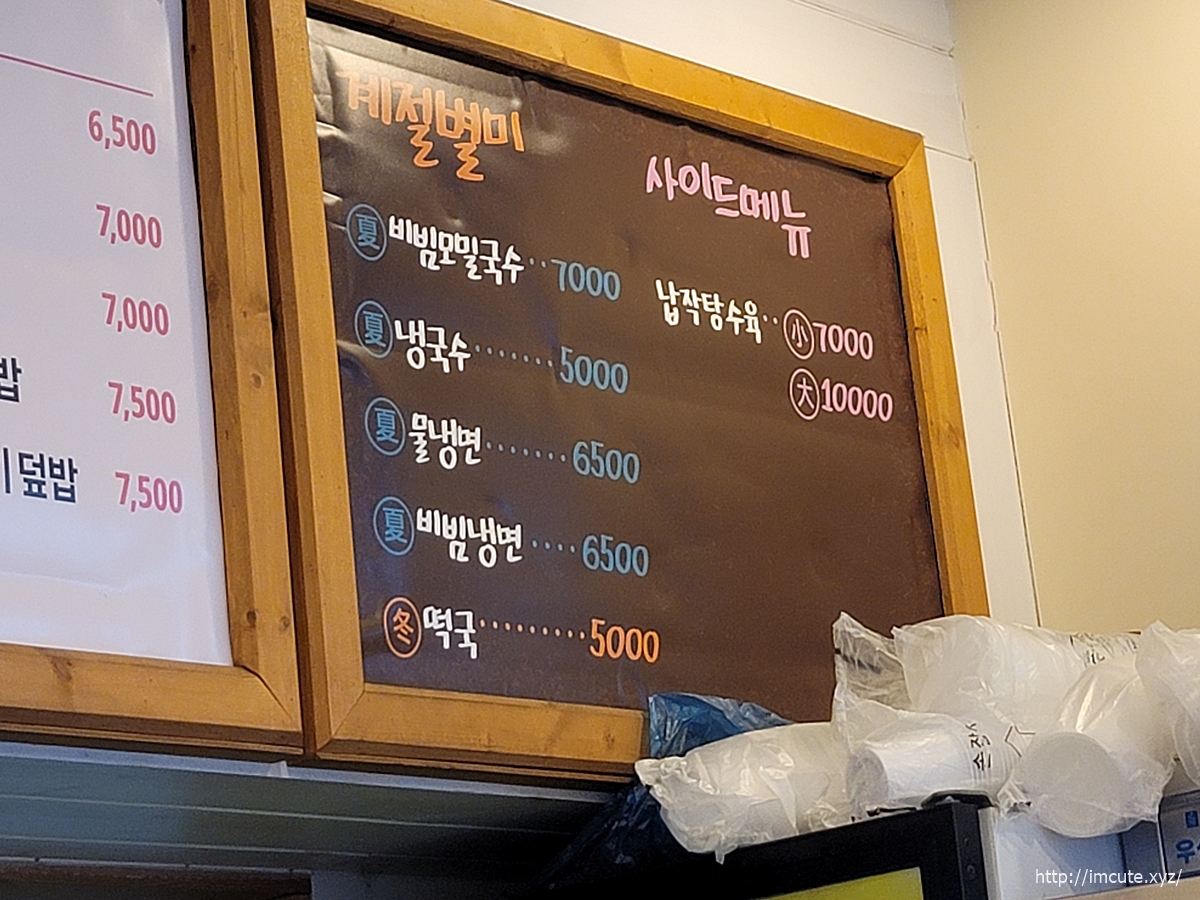 6,500
7,000
7,000
밥 7,500
덮밥 7,500
계절별미
夏 비빔모밀국수··7000
夏 냉국수·······5000
夏 물냉면·······6500
夏 비빔냉면····6500
冬 떡국·········5000
사이드메뉴
납작탕수육··小 7000
大 10000
http://imcute.xyz/